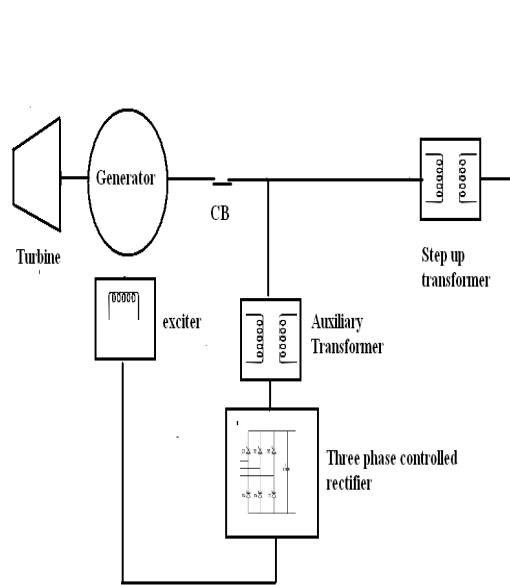 Generator
CB
Turbine
Step up
transformer
exciter
Auxiliary
Transformer
Three phase controlled
rectifier